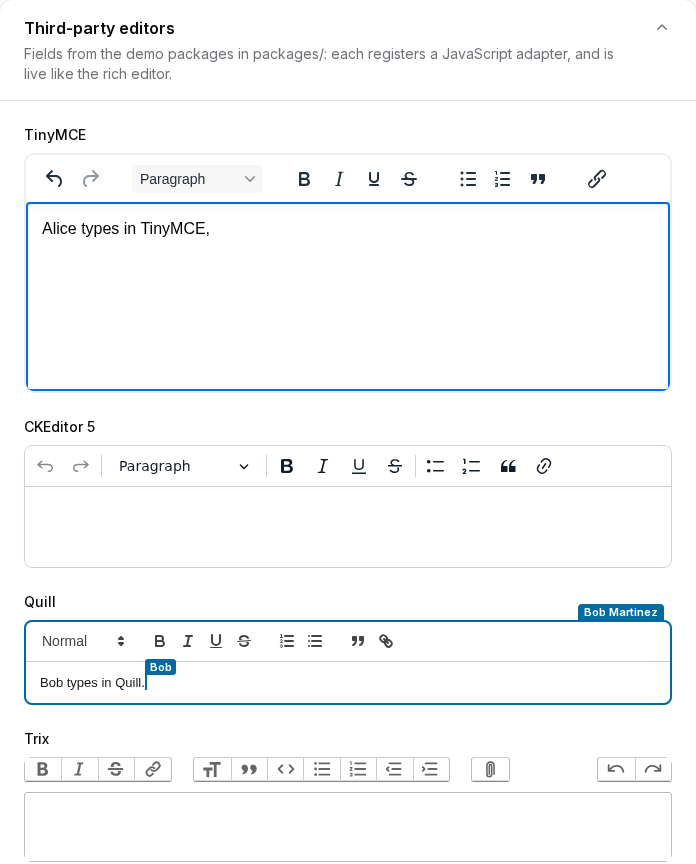 Third-party editors
Fields from the demo packages in packages/: each registers a JavaScript adapter, and is
live like the rich editor.
TinyMCE
Paragraph
Alice types in TinyMCE,
CKEditor 5
Paragraph
Quill
Bob Martinez
Normal
Bob
Bob types in Quill.
Trix